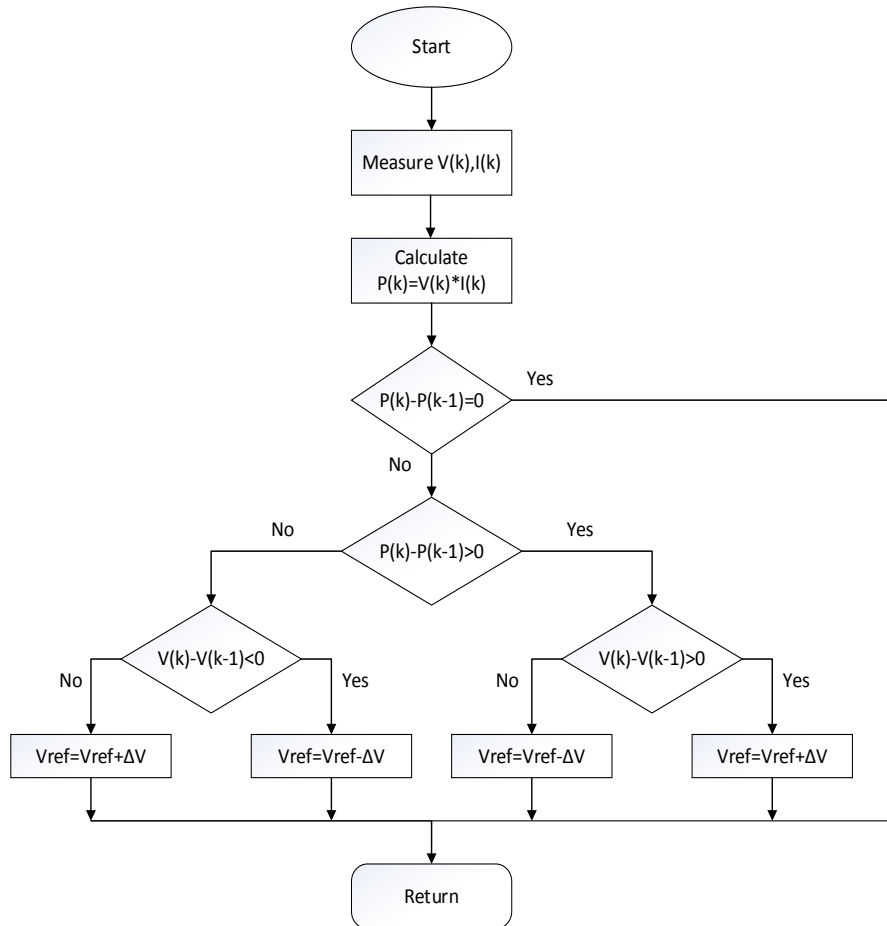 Start
Measure V(k),I(k)
Calculate
P(k)=V(k)*I(k)
P(k)-P(k-1)=0
Yes
No
P(k)-P(k-1)>0
No
Yes
V(k)-V(k-1)<0
No
Yes
V(k)-V(k-1)>0
No
Yes
Vref=Vref+ΔV
Vref=Vref-ΔV
Vref=Vref-ΔV
Vref=Vref+ΔV
Return